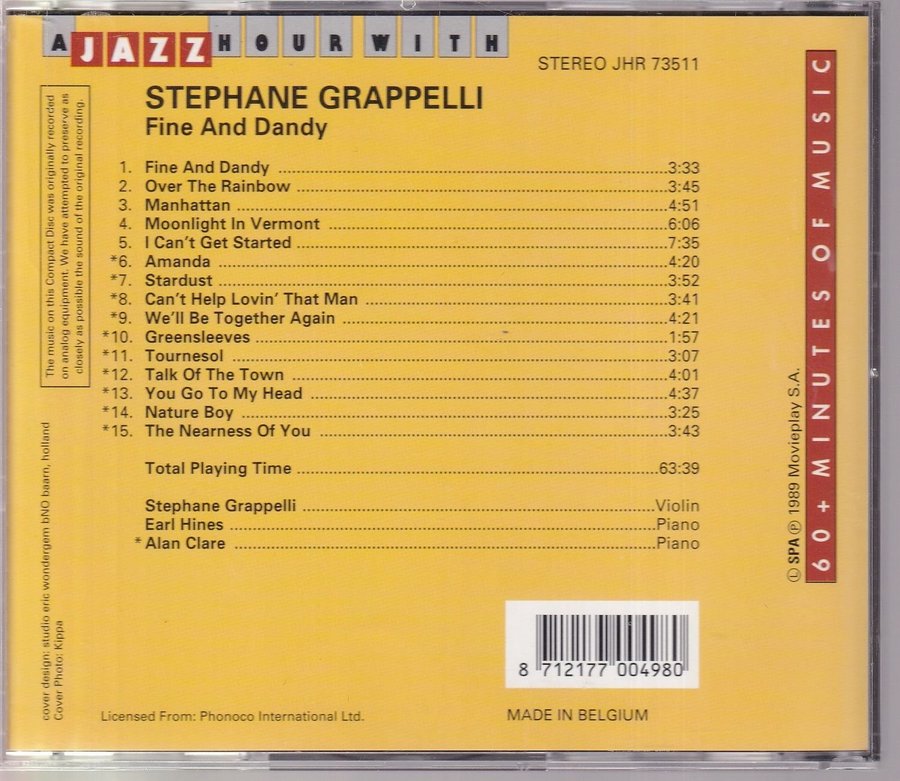 A JAZZ HOUR WITH
STEREO JHR 73511
STEPHANE GRAPPELLI
Fine And Dandy
1. Fine And Dandy 3:33
2. Over The Rainbow 3:45
3. Manhattan 4:51
4. Moonlight In Vermont 6:06
5. I Can't Get Started 7:35
*6. Amanda 4:20
*7. Stardust 3:52
*8. Can't Help Lovin' That Man 3:41
*9. We'll Be Together Again 4:21
*10. Greensleeves 1:57
*11. Tournesol 3:07
*12. Talk Of The Town 4:01
*13. You Go To My Head 4:37
*14. Nature Boy 3:25
*15. The Nearness Of You 3:43
Total Playing Time 63:39
Stephane Grappelli Violin
Earl Hines Piano
* Alan Clare Piano
8 712177 004980
Licensed From: Phonoco International Ltd.
MADE IN BELGIUM
The music on this Compact Disc was originally recorded
on analog equipment. We have attempted to preserve as
closely as possible the sound of the original recording.
cover design: studio eric wondergem bNO baarn, holland
Cover Photo: Kippa
Ⓛ SPA Ⓟ 1989 Movieplay S.A.
60 + MINUTES OF MUSIC